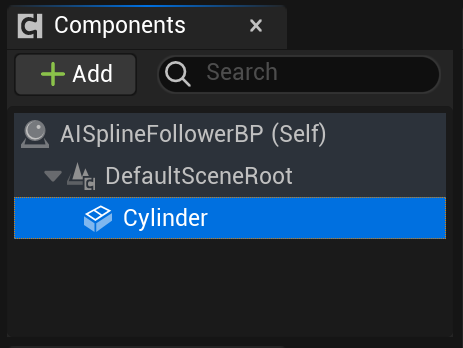 Components
Add
Search
AISplineFollowerBP (Self)
DefaultSceneRoot
Cylinder